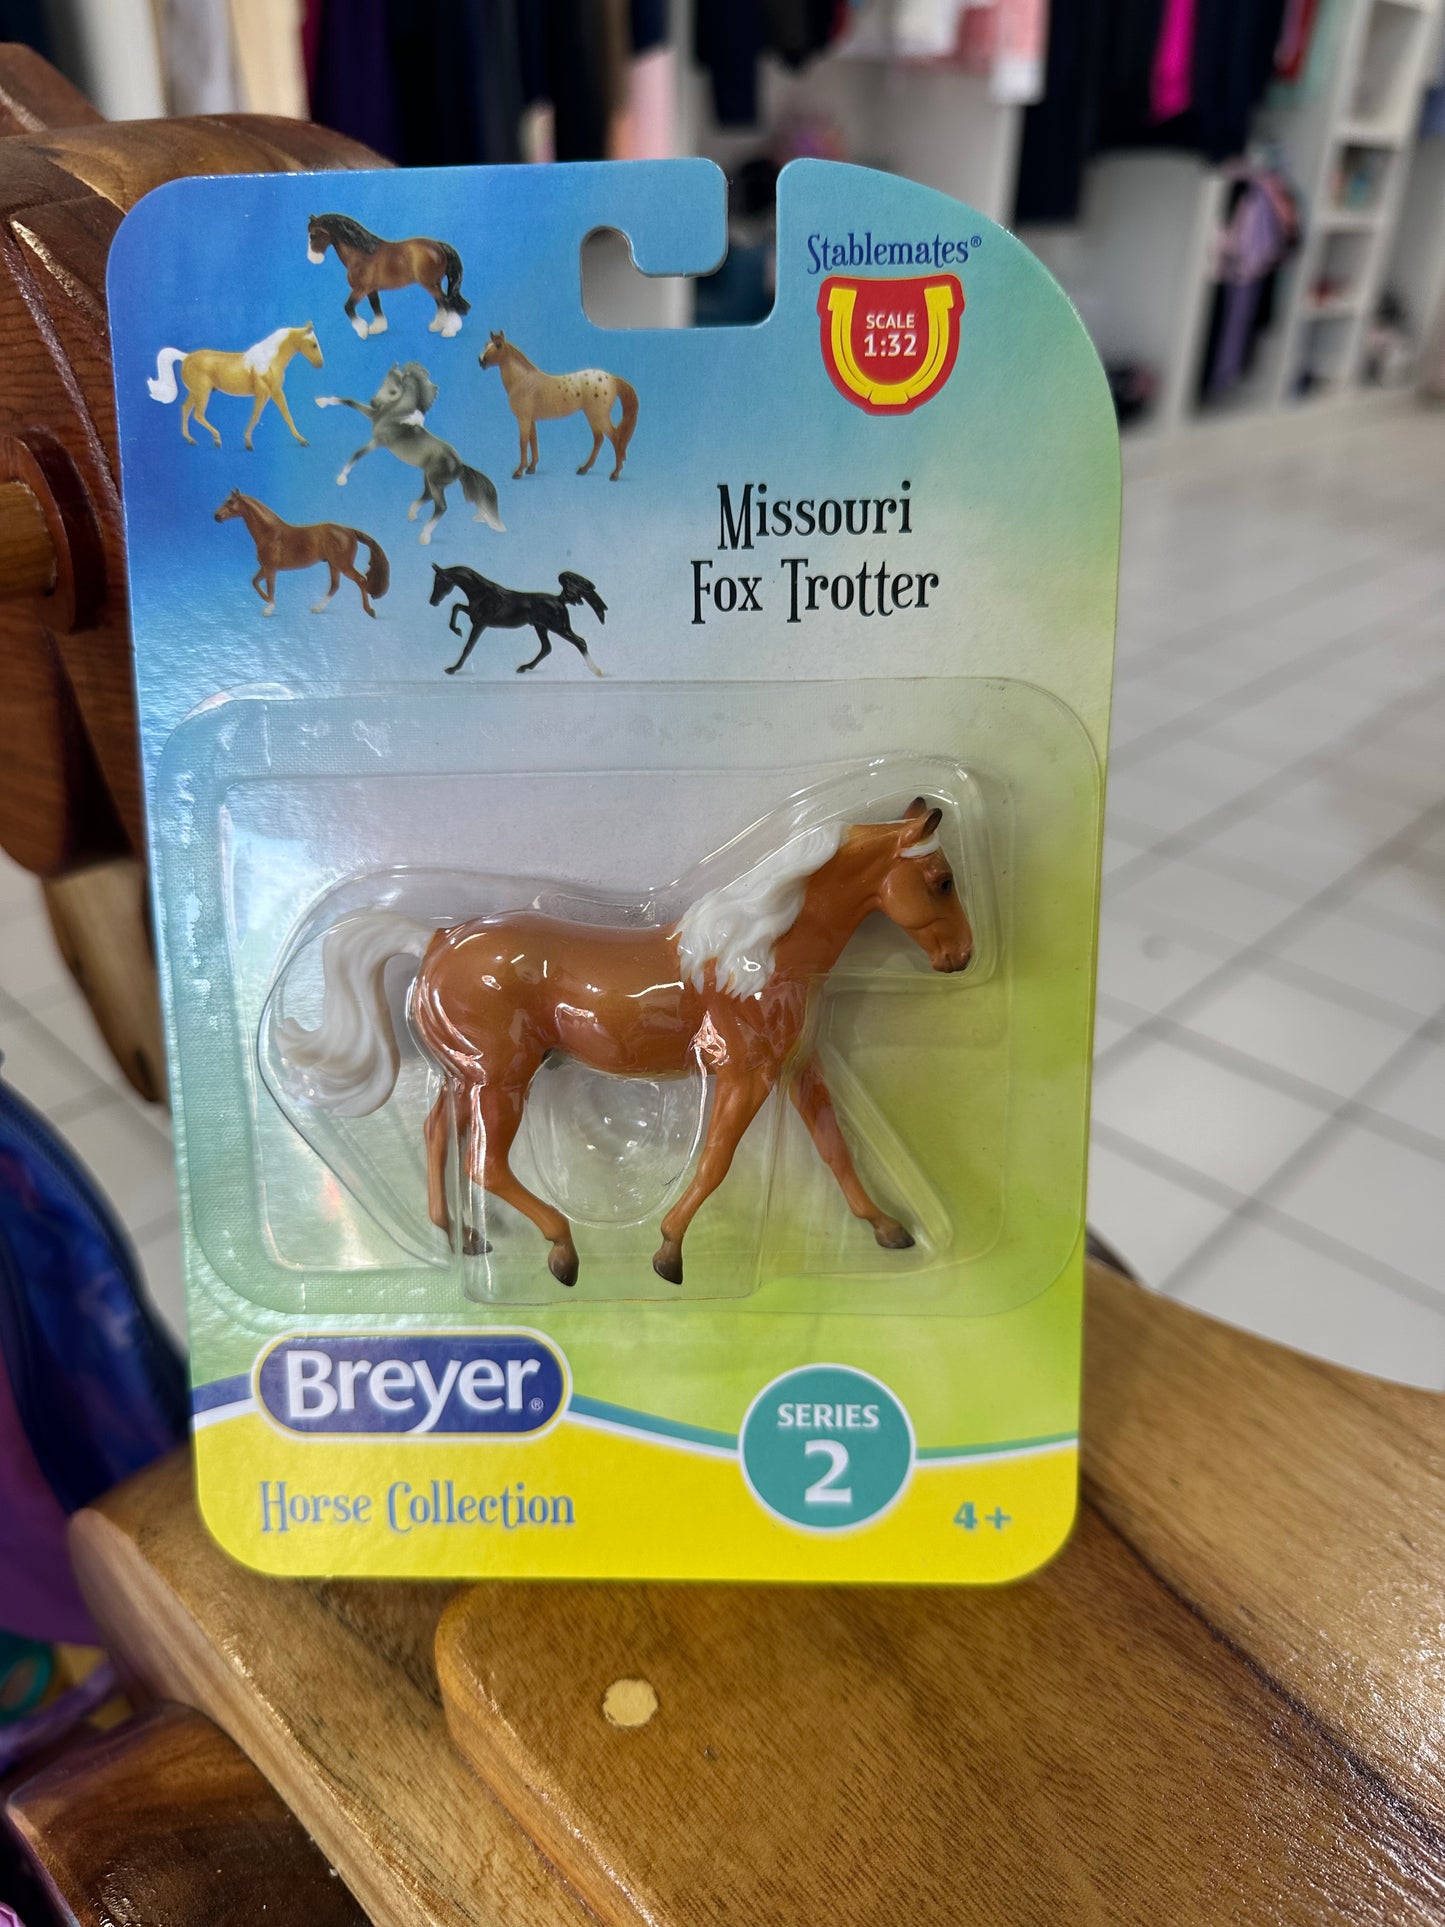 Stablemates®
SCALE
1:32
Missouri
Fox Trotter
Breyer®
Horse Collection
SERIES
2
4+